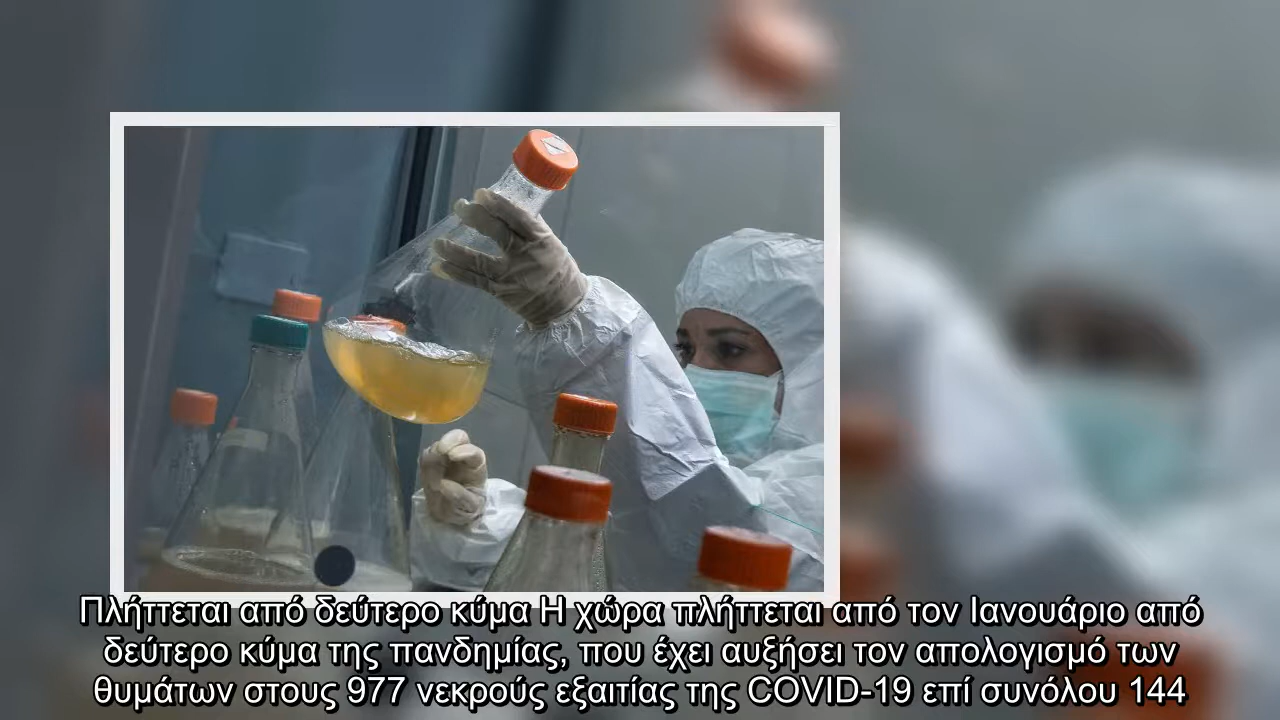 Πλήττεται από δεύτερο κύμα Η χώρα πλήττεται από τον Ιανουάριο από
δεύτερο κύμα της πανδημίας, που έχει αυξήσει τον απολογισμό των
θυμάτων στους 977 νεκρούς εξαιτίας της COVID-19 επί συνόλου 144